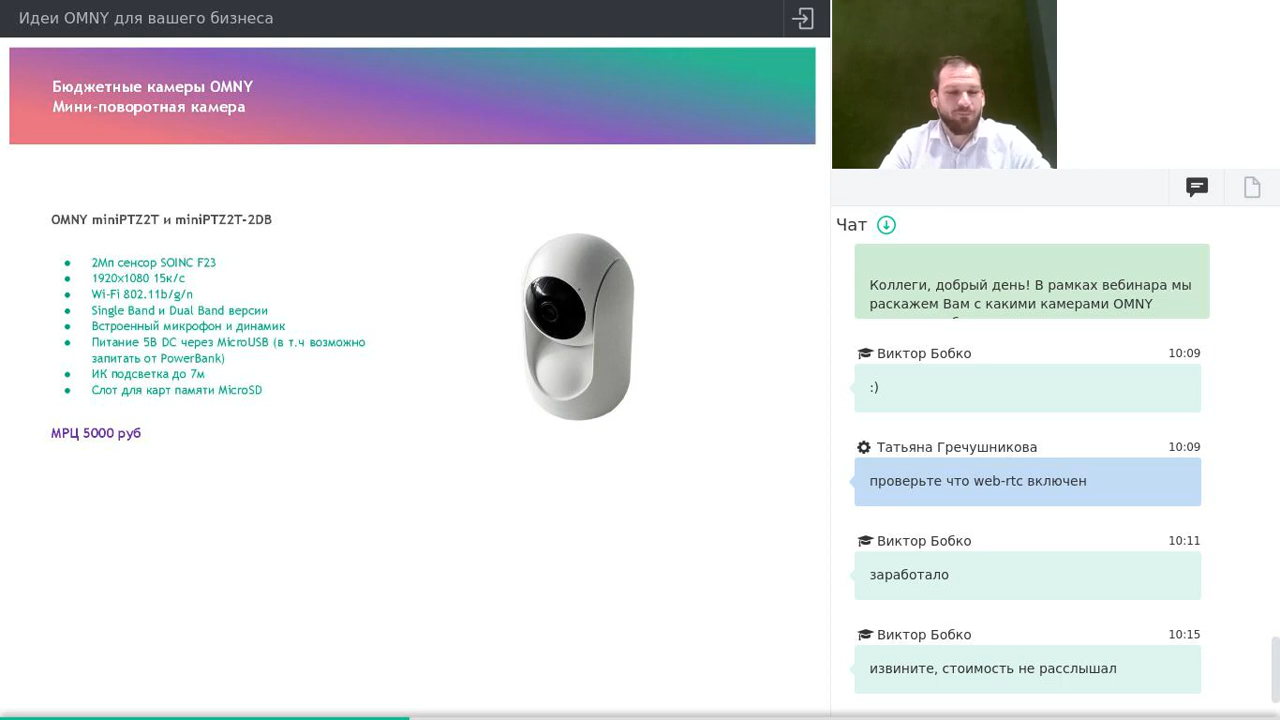 Идеи OMNY для вашего бизнеса
Бюджетные камеры OMNY
Мини-поворотная камера
OMNY miniPTZ2T и miniPTZ2T-2DB
● 2Мп сенсор SOINC F23
● 1920×1080 15к/с
● Wi-Fi 802.11b/g/n
● Single Band и Dual Band версии
● Встроенный микрофон и динамик
● Питание 5В DC через MicroUSB (в т.ч возможно
запитать от PowerBank)
● ИК подсветка до 7м
● Слот для карт памяти MicroSD
МРЦ 5000 руб
Чат
Коллеги, добрый день! В рамках вебинара мы
раскажем Вам с какими камерами OMNY
Виктор Бобко 10:09
:)
Татьяна Гречушникова 10:09
проверьте что web-rtc включен
Виктор Бобко 10:11
заработало
Виктор Бобко 10:15
извините, стоимость не расслышал